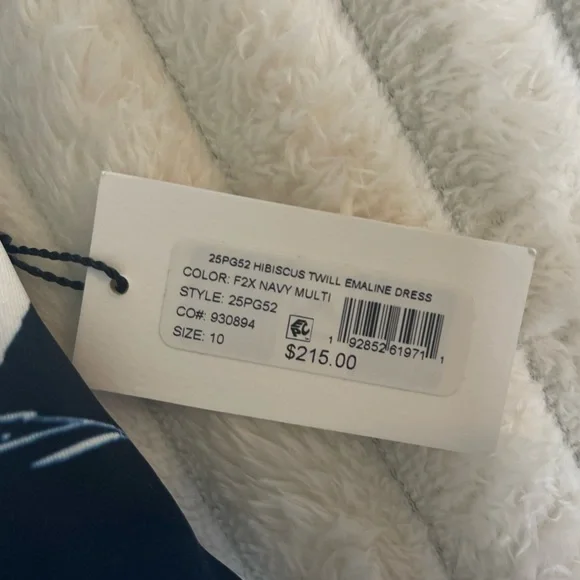 25PG52 HIBISCUS TWILL EMALINE DRESS
COLOR: F2X NAVY MULTI
STYLE: 25PG52
CO#: 930894
SIZE: 10
1 92852 61971 1
$215.00